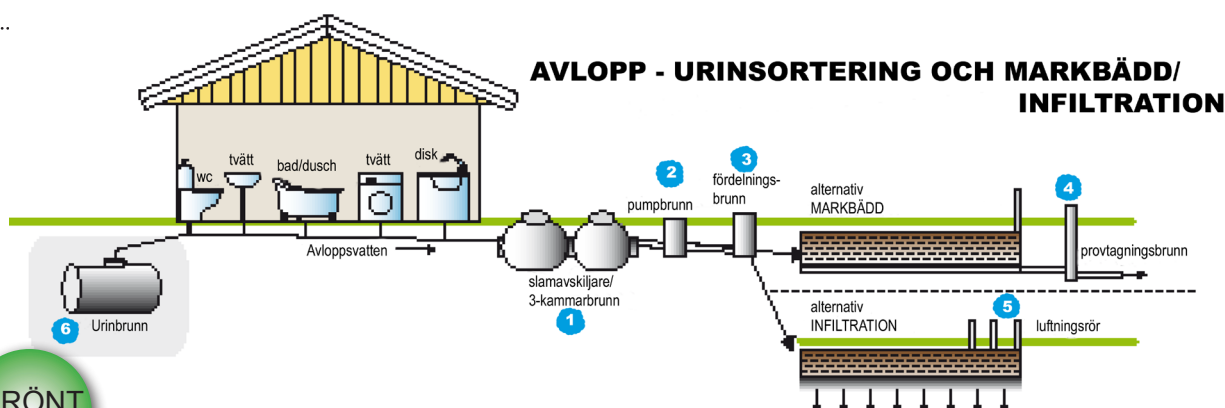 AVLOPP - URINSORTERING OCH MARKBÄDD/
INFILTRATION
wc
tvätt
bad/dusch
tvätt
disk
Avloppsvatten
6
Urinbrunn
slamavskiljare/
3-kammarbrunn
1
2
pumpbrunn
3
fördelnings-
brunn
alternativ
MARKBÄDD
4
provtagningsbrunn
alternativ
INFILTRATION
5
luftningsrör
RÖNT